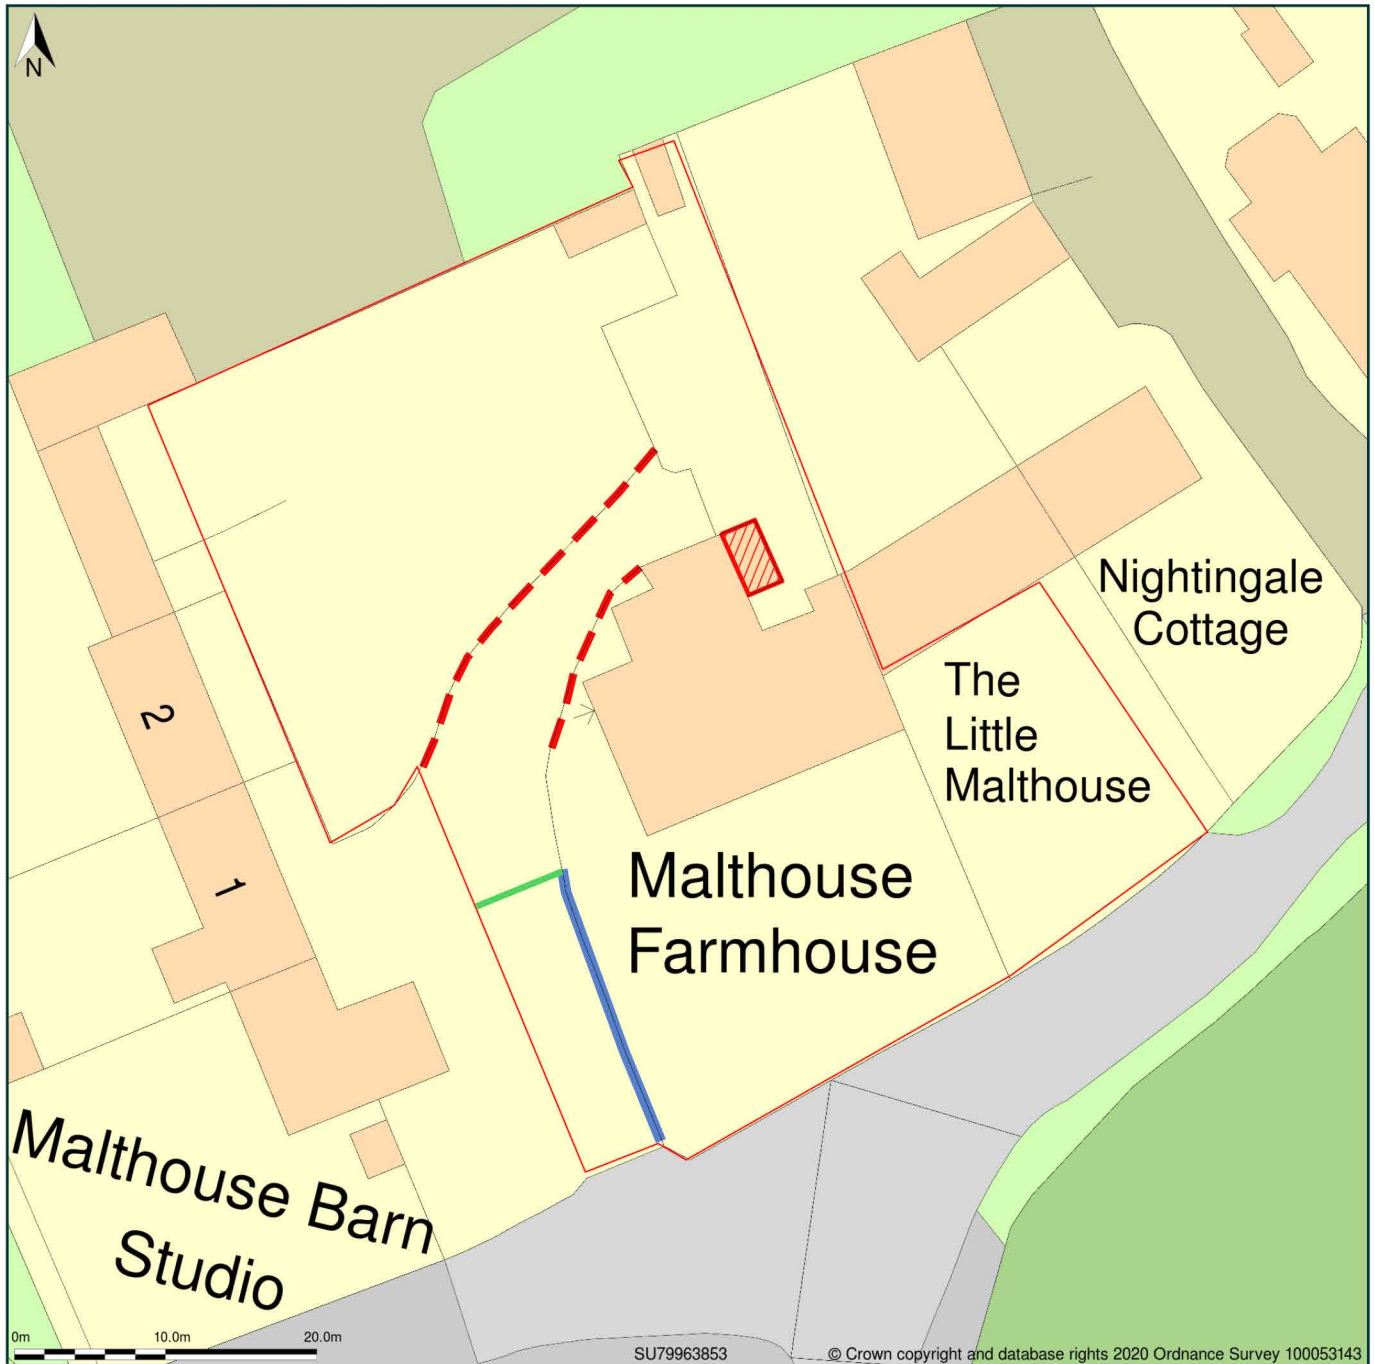 N
Nightingale
Cottage
The
Little
Malthouse
2
1
Malthouse
Farmhouse
Malthouse Barn
Studio
0m 10.0m 20.0m
SU79963853
© Crown copyright and database rights 2020 Ordnance Survey 100053143